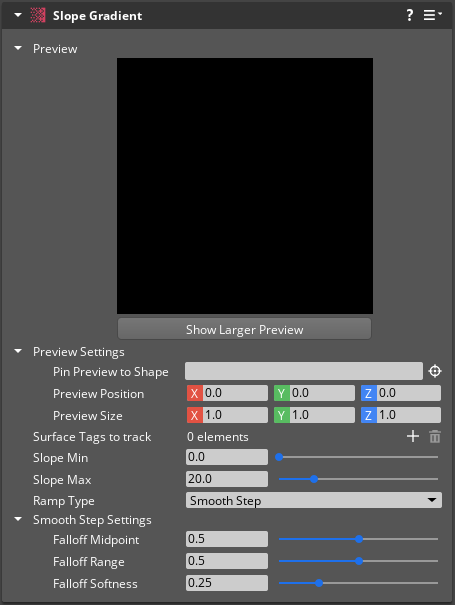 Slope Gradient ?
Preview
Show Larger Preview
Preview Settings
Pin Preview to Shape
Preview Position X 0.0 Y 0.0 Z 0.0
Preview Size X 1.0 Y 1.0 Z 1.0
Surface Tags to track 0 elements
Slope Min 0.0
Slope Max 20.0
Ramp Type Smooth Step
Smooth Step Settings
Falloff Midpoint 0.5
Falloff Range 0.5
Falloff Softness 0.25